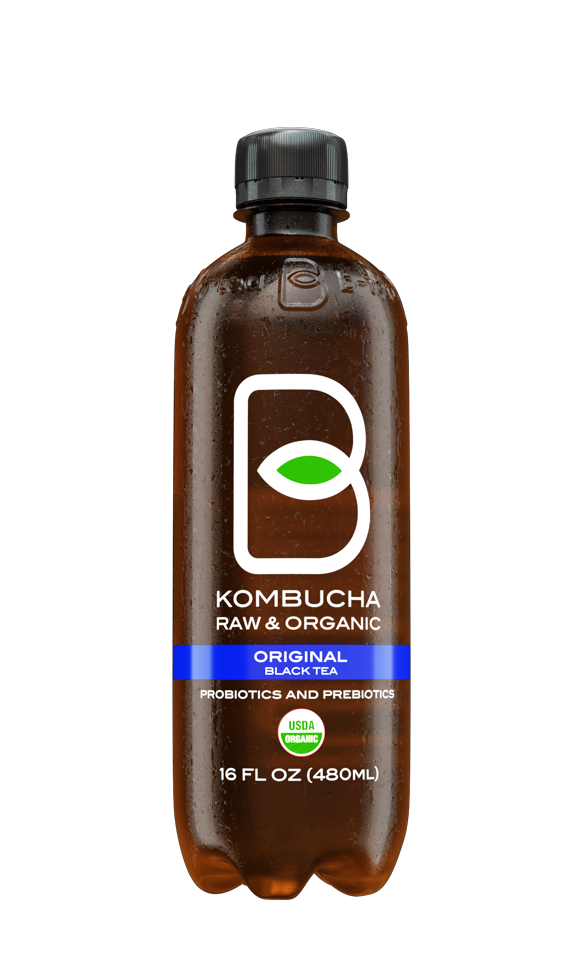 B
KOMBUCHA
RAW & ORGANIC
ORIGINAL
BLACK TEA
PROBIOTICS AND PREBIOTICS
USDA
ORGANIC
16 FL OZ (480ML)